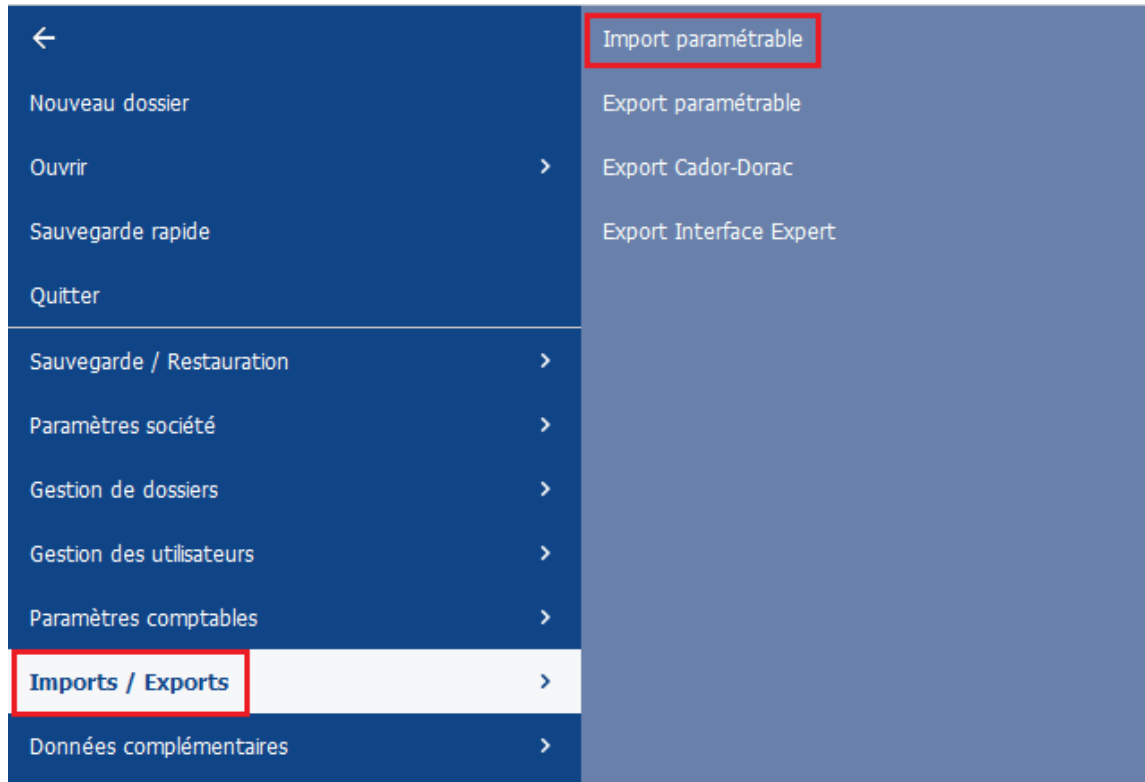 Nouveau dossier
Ouvrir
Sauvegarde rapide
Quitter
Sauvegarde / Restauration
Paramètres société
Gestion de dossiers
Gestion des utilisateurs
Paramètres comptables
Imports / Exports
Données complémentaires
Import paramétrable
Export paramétrable
Export Cador-Dorac
Export Interface Expert